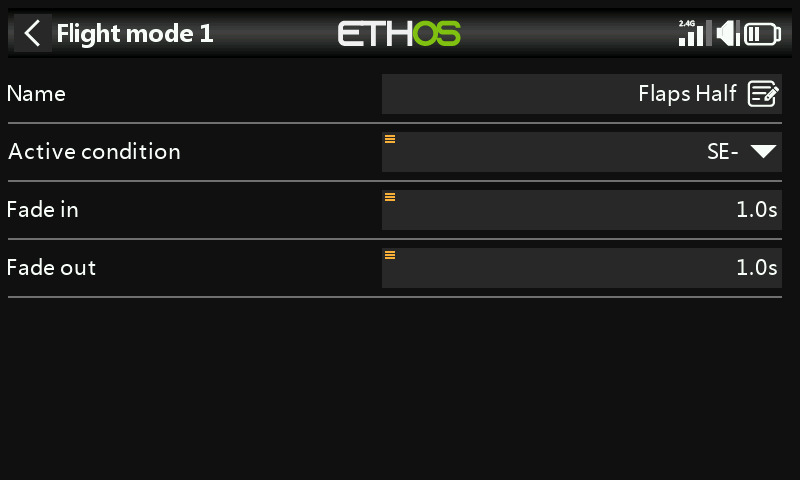 Flight mode 1
ETHOS
2.4G
Name
Flaps Half
Active condition
SE-
Fade in
1.0s
Fade out
1.0s